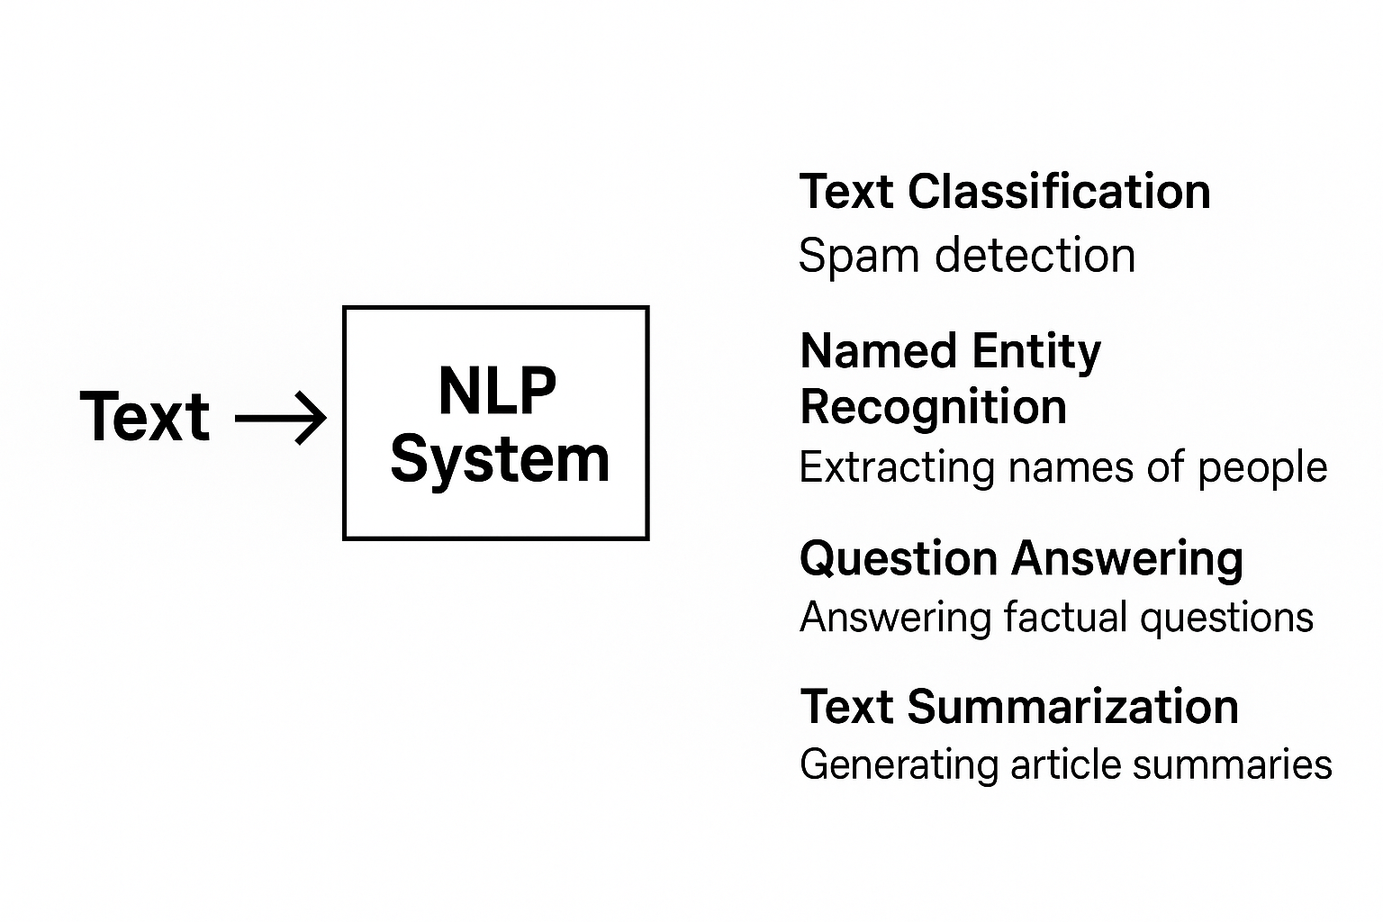 Text
NLP
System
Text Classification
Spam detection
Named Entity
Recognition
Extracting names of people
Question Answering
Answering factual questions
Text Summarization
Generating article summaries